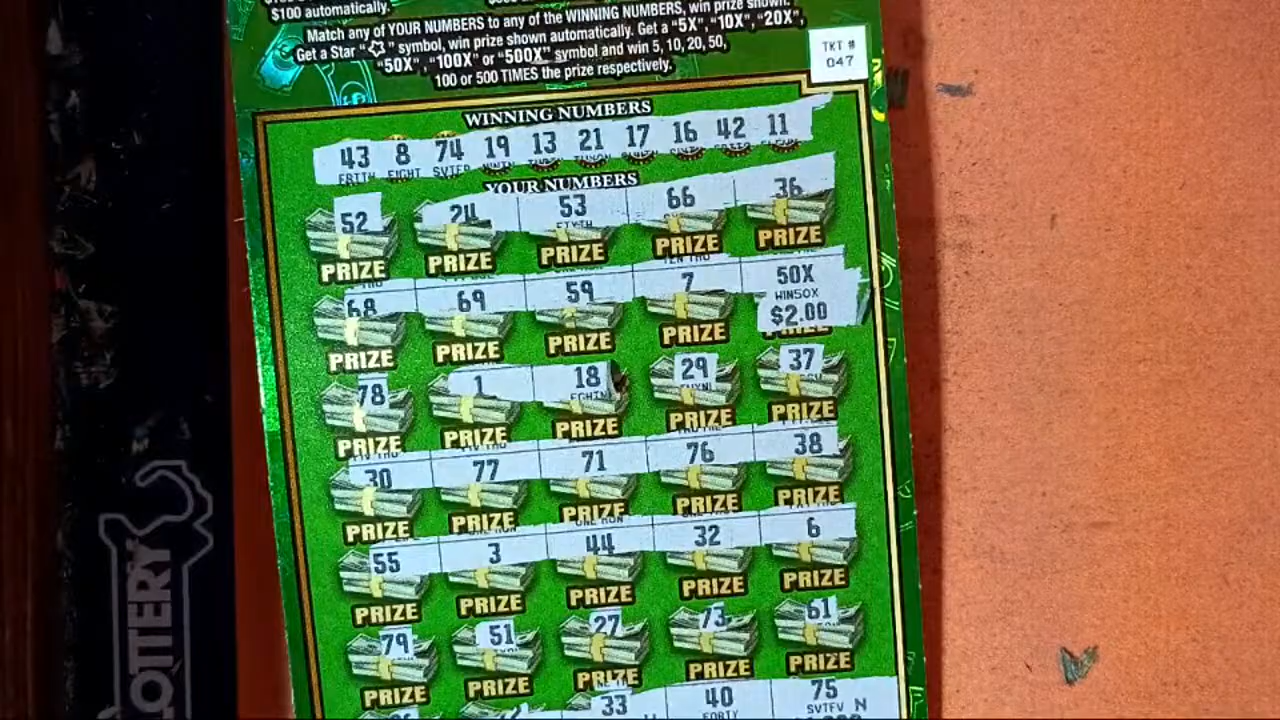 $100 automatically.
Match any of YOUR NUMBERS to any of the WINNING NUMBERS, win prize shown.
Get a Star "☆" symbol, win prize shown automatically. Get a "5X", "10X", "20X",
"50X", "100X" or "500X" symbol and win 5, 10, 20, 50,
100 or 500 TIMES the prize respectively.
TKT #
047
WINNING NUMBERS
43 8 74 19 13 21 17 16 42 11
FRTTH EIGHT
YOUR NUMBERS
52 24 53 66 36
PRIZE PRIZE PRIZE PRIZE PRIZE
68 69 59 7 50X
WIN50X
$2.00
PRIZE PRIZE PRIZE PRIZE
78 1 18 29 37
PRIZE PRIZE PRIZE PRIZE PRIZE
30 77 71 76 38
PRIZE PRIZE PRIZE PRIZE PRIZE
55 3 44 32 6
PRIZE PRIZE PRIZE PRIZE PRIZE
79 51 27 73 61
PRIZE PRIZE PRIZE PRIZE PRIZE
33 40 75
FORTY SVTFV
LOTTERY